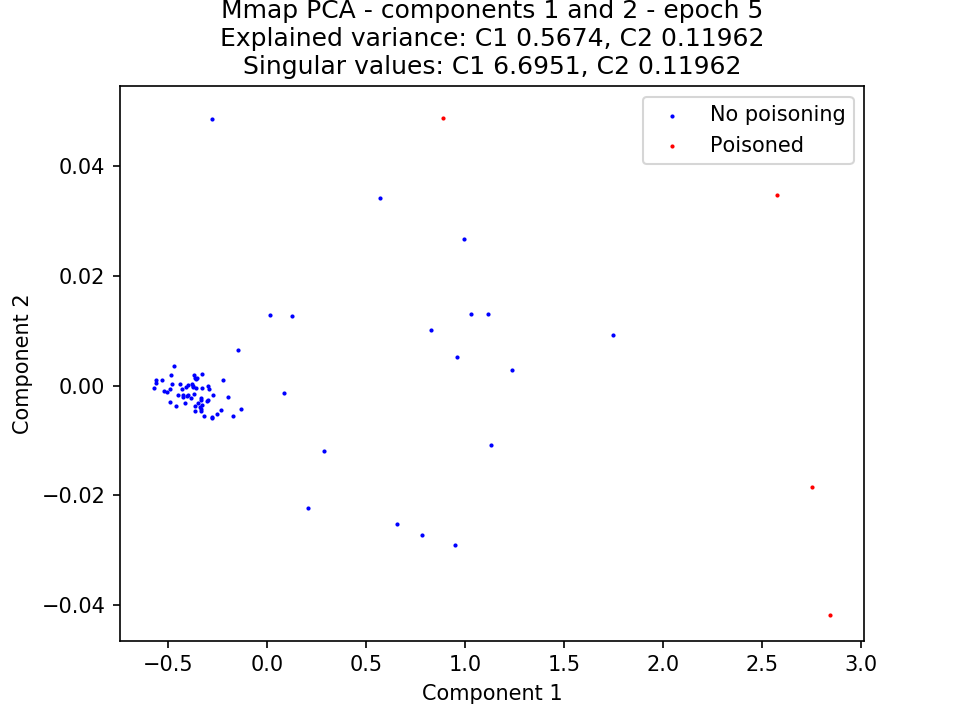 Mmap PCA - components 1 and 2 - epoch 5
Explained variance: C1 0.5674, C2 0.11962
Singular values: C1 6.6951, C2 0.11962
No poisoning
Poisoned
0.04
0.02
0.00
−0.02
−0.04
Component 2
−0.5
0.0
0.5
1.0
1.5
2.0
2.5
3.0
Component 1